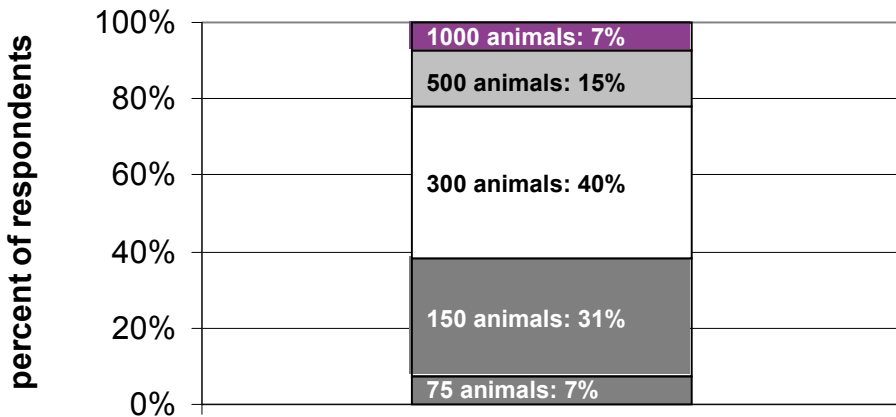 percent of respondents
100%
80%
60%
40%
20%
0%
1000 animals: 7%
500 animals: 15%
300 animals: 40%
150 animals: 31%
75 animals: 7%